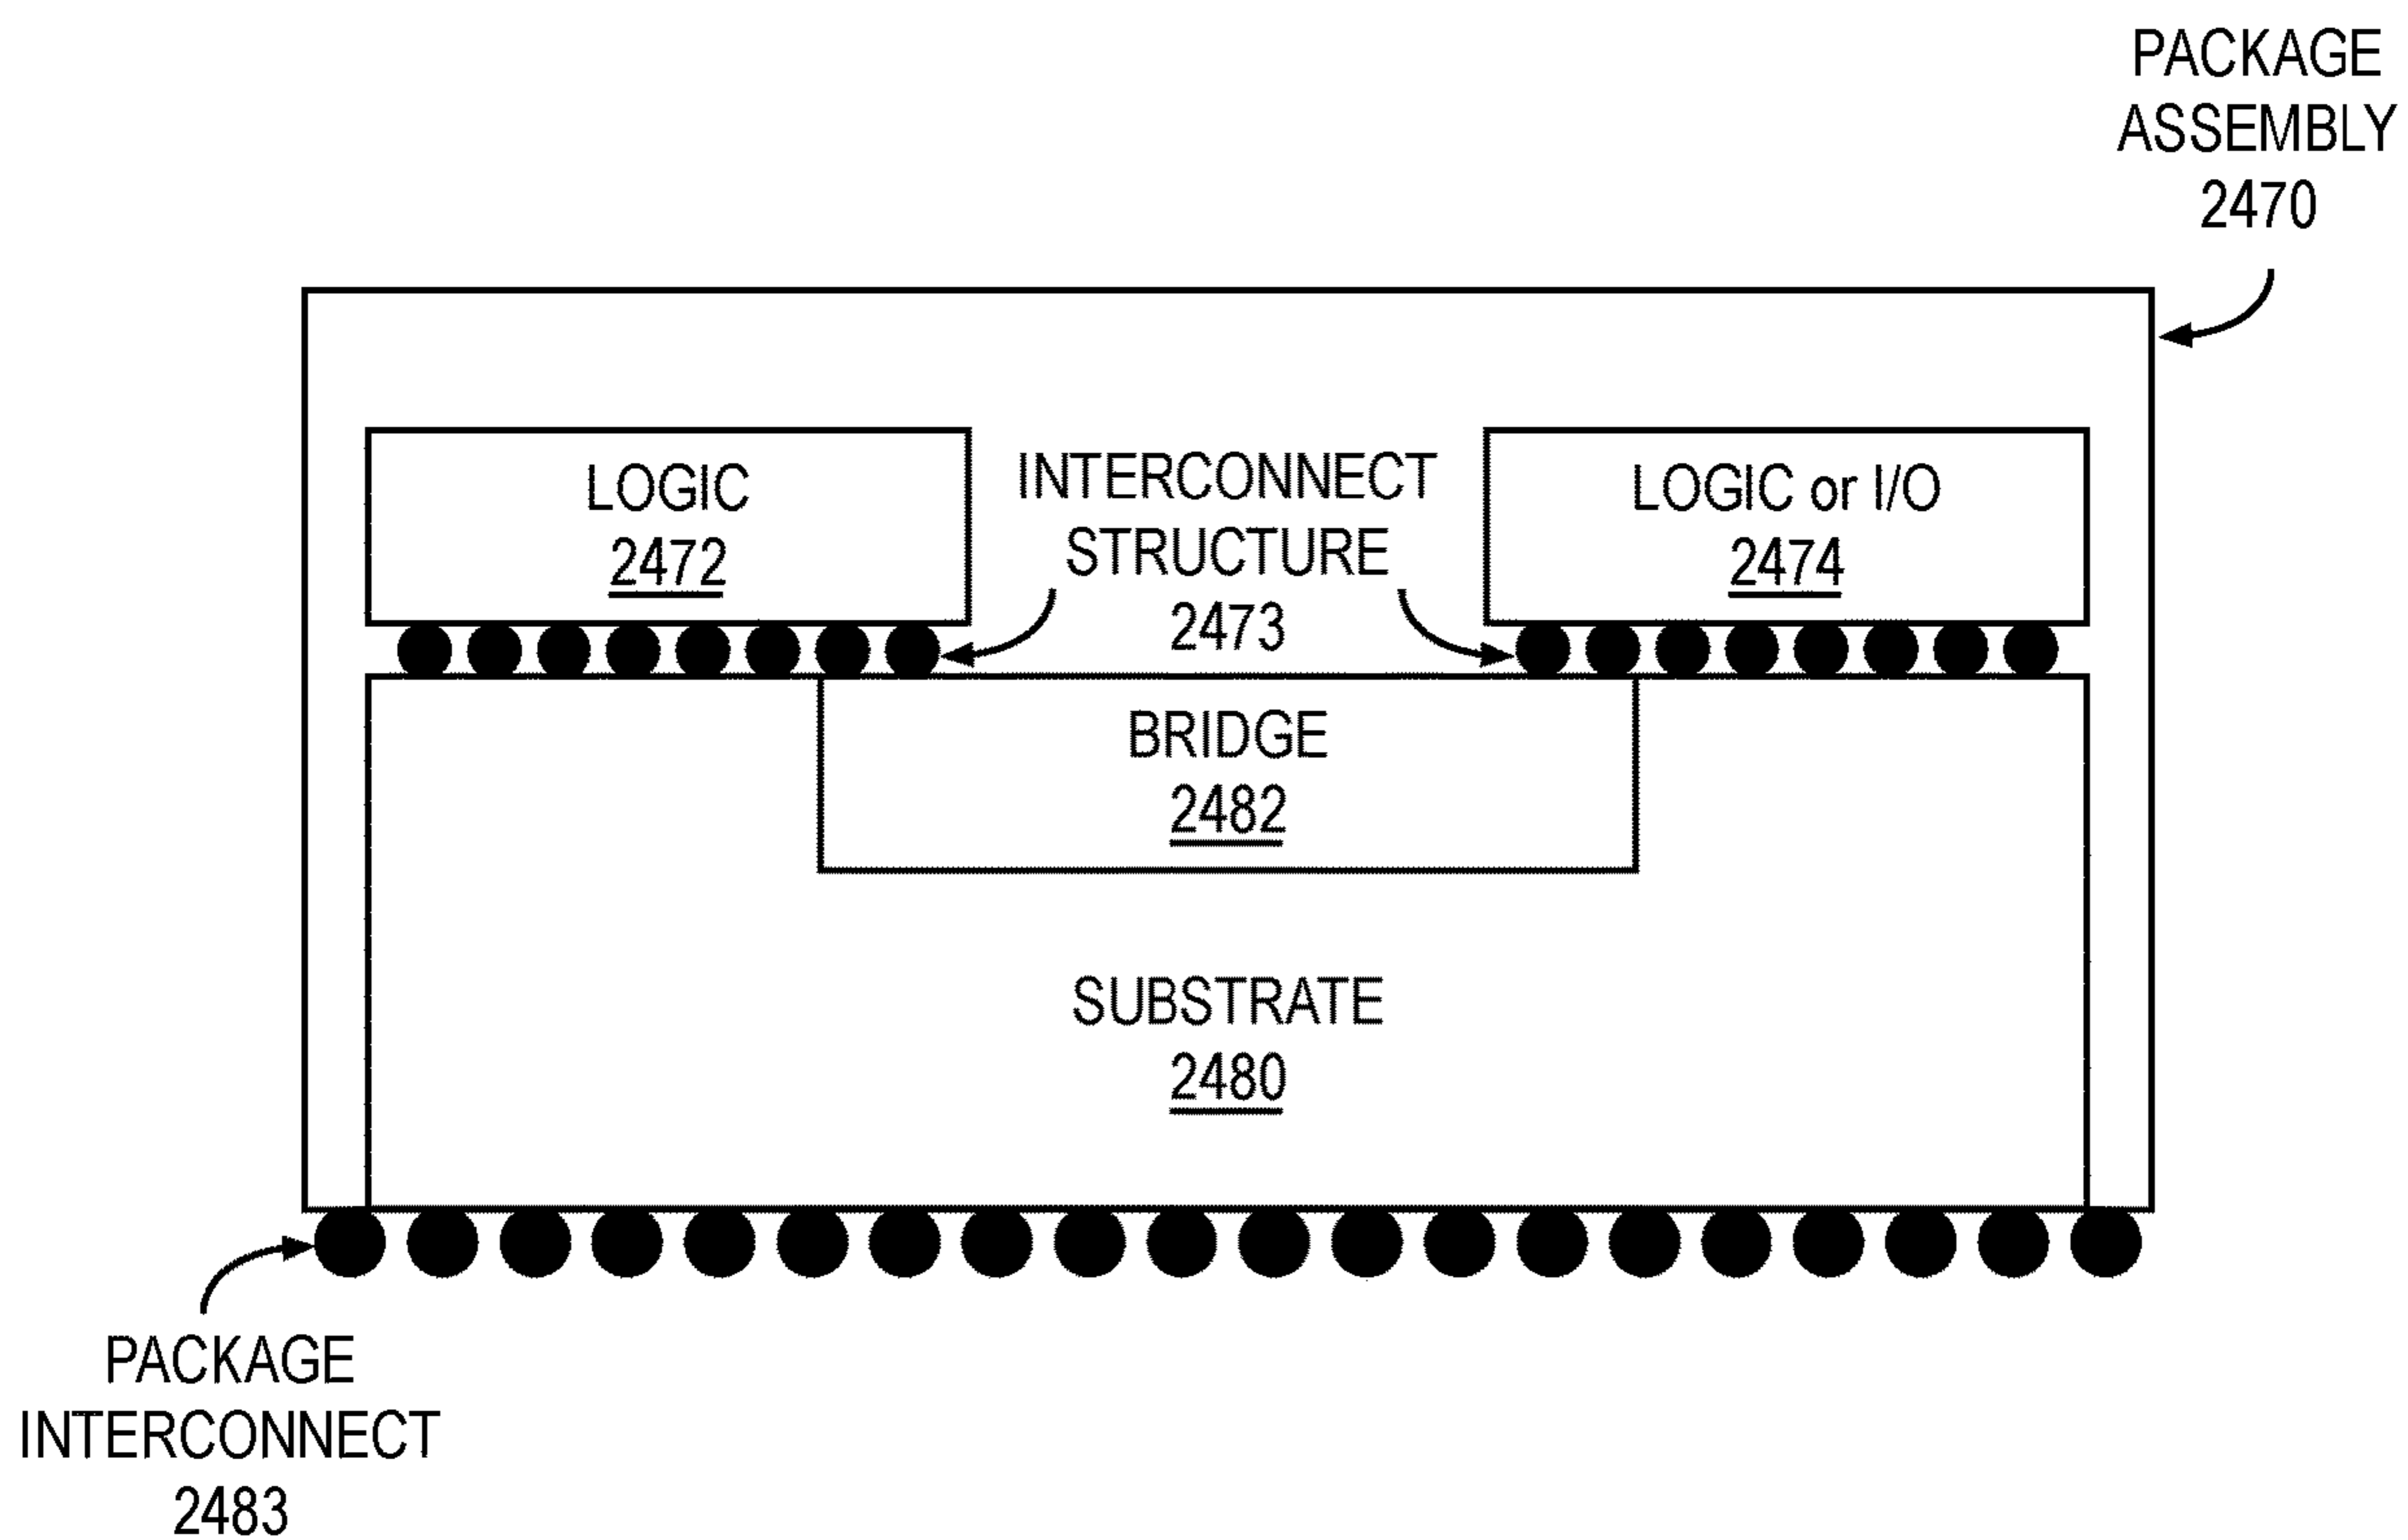 PACKAGE
ASSEMBLY
2470
LOGIC
2472
INTERCONNECT
STRUCTURE
2473
LOGIC or I/O
2474
BRIDGE
2482
SUBSTRATE
2480
PACKAGE
INTERCONNECT
2483